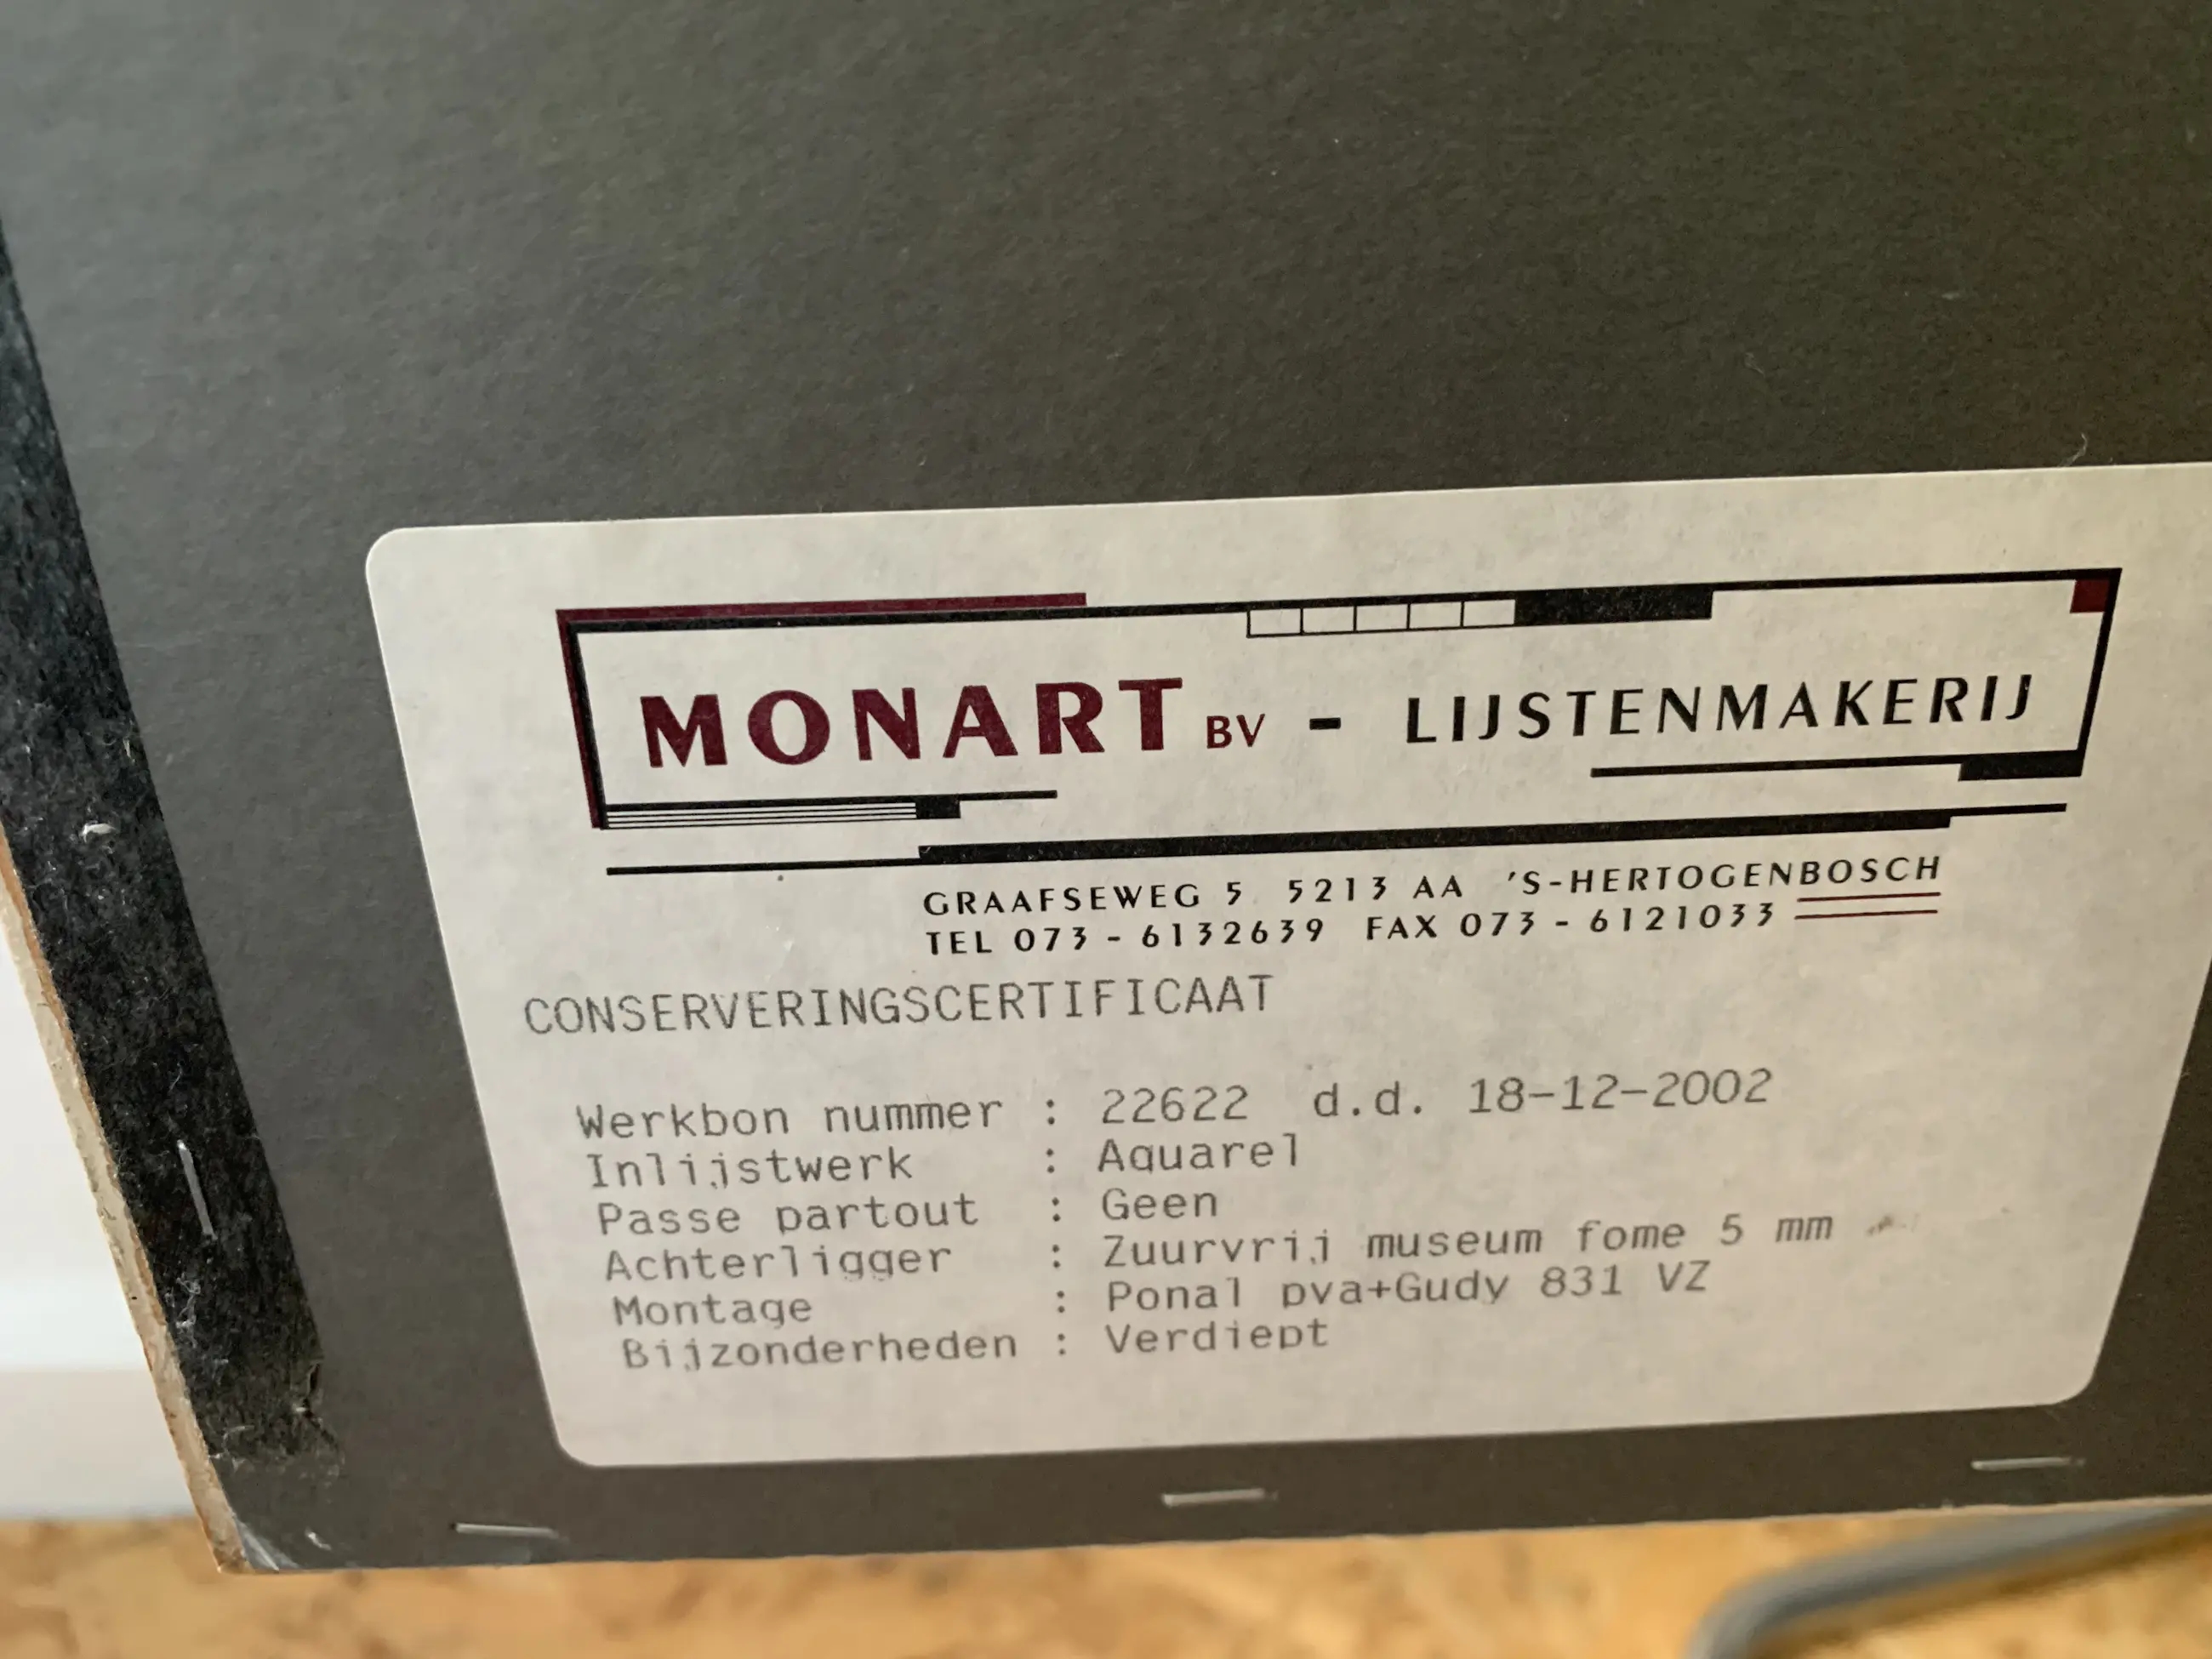 MONART BV - LIJSTENMAKERIJ
GRAAFSEWEG 5 5213 AA 'S-HERTOGENBOSCH
TEL 073 - 6132639 FAX 073 - 6121033
CONSERVERINGSCERTIFICAAT
Werkbon nummer : 22622 d.d. 18-12-2002
Inlijstwerk : Aquarel
Passe partout : Geen
Achterligger : Zuurvrij museum fome 5 mm
Montage : Ponal pva+Gudy 831 VZ
Bijzonderheden : Verdiept